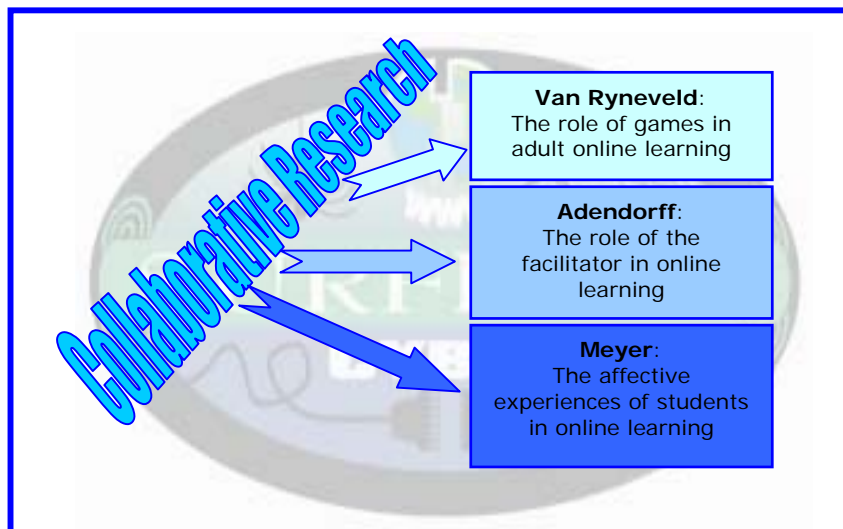 Collaborative Research
Van Ryneveld:
The role of games in
adult online learning
Adendorff:
The role of the
facilitator in online
learning
Meyer:
The affective
experiences of students
in online learning